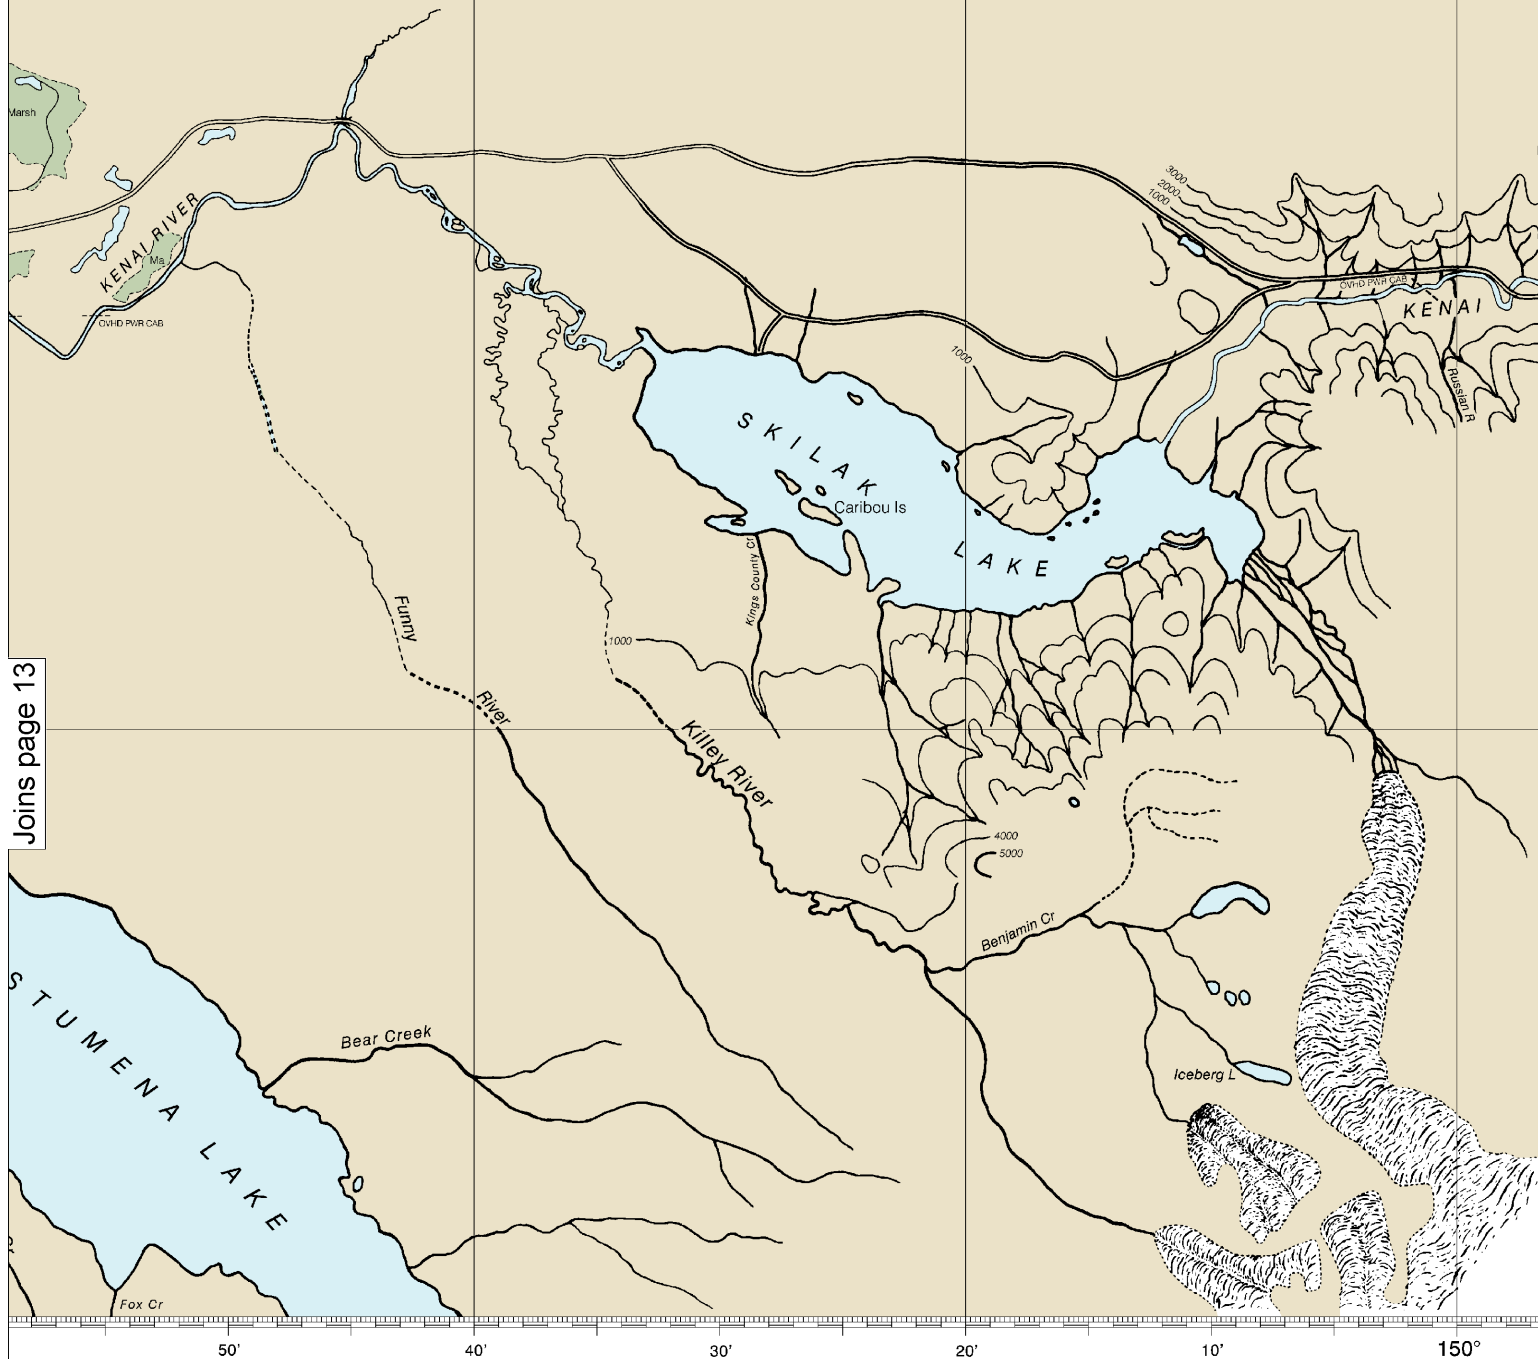 Marsh
3000
2000
1000
KENAI RIVER
Ma
OVHD PWR CAB
OVHD PWR CAB
KENAI
1000
Russian R
SKILAK
Caribou Is
LAKE
Kings County Cr
Funny
1000
River
Joins page 13
Killey River
4000
5000
Benjamin Cr
STUMENA LAKE
Bear Creek
Iceberg L
Fox Cr
50'
40'
30'
20'
10'
150°